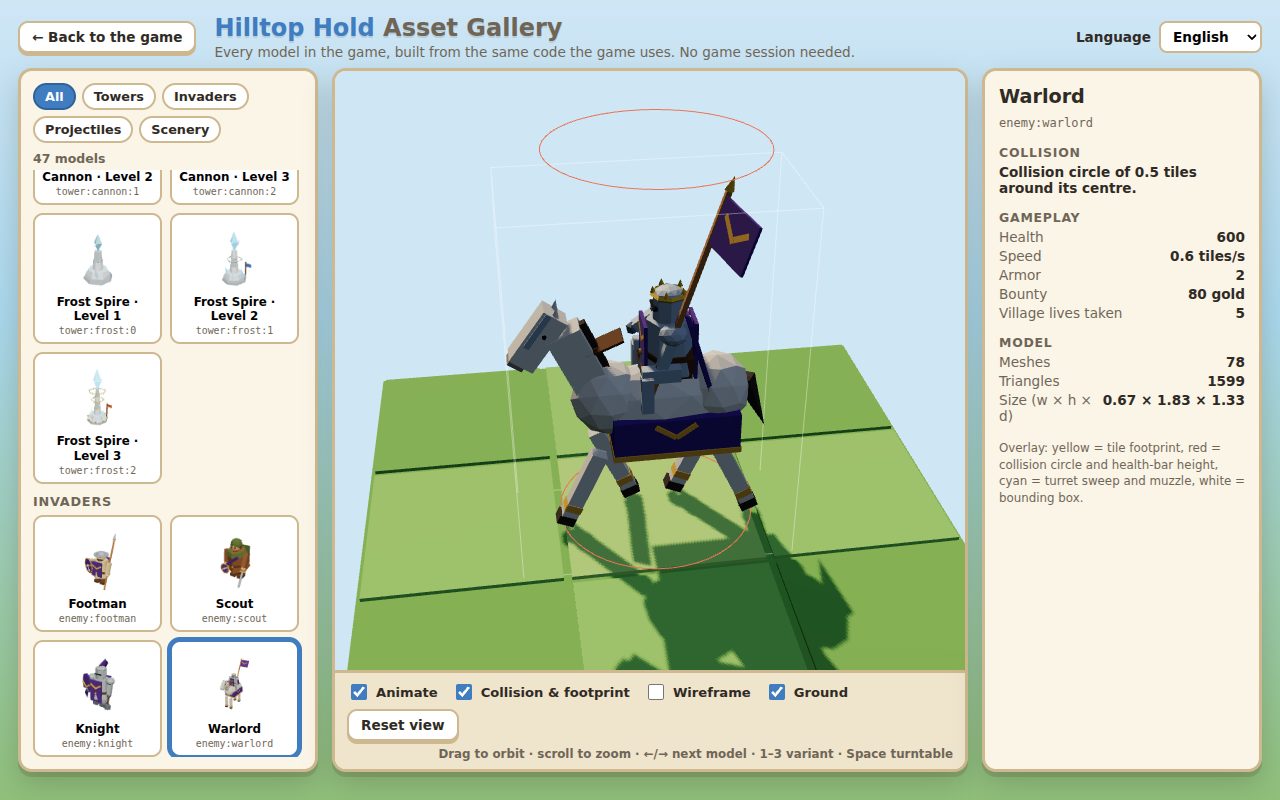 ← Back to the game
Hilltop Hold Asset Gallery
Every model in the game, built from the same code the game uses. No game session needed.
Language
English
All
Towers
Invaders
Projectiles
Scenery
47 models
Cannon · Level 2
tower:cannon:1
Cannon · Level 3
tower:cannon:2
Frost Spire ·
Level 1
tower:frost:0
Frost Spire ·
Level 2
tower:frost:1
Frost Spire ·
Level 3
tower:frost:2
INVADERS
Footman
enemy:footman
Scout
enemy:scout
Knight
enemy:knight
Warlord
enemy:warlord
Animate
Collision & footprint
Wireframe
Ground
Reset view
Drag to orbit · scroll to zoom · ←/→ next model · 1–3 variant · Space turntable
Warlord
enemy:warlord
COLLISION
Collision circle of 0.5 tiles
around its centre.
GAMEPLAY
Health 600
Speed 0.6 tiles/s
Armor 2
Bounty 80 gold
Village lives taken 5
MODEL
Meshes 78
Triangles 1599
Size (w × h × 0.67 × 1.83 × 1.33
d)
Overlay: yellow = tile footprint, red =
collision circle and health-bar height,
cyan = turret sweep and muzzle, white =
bounding box.